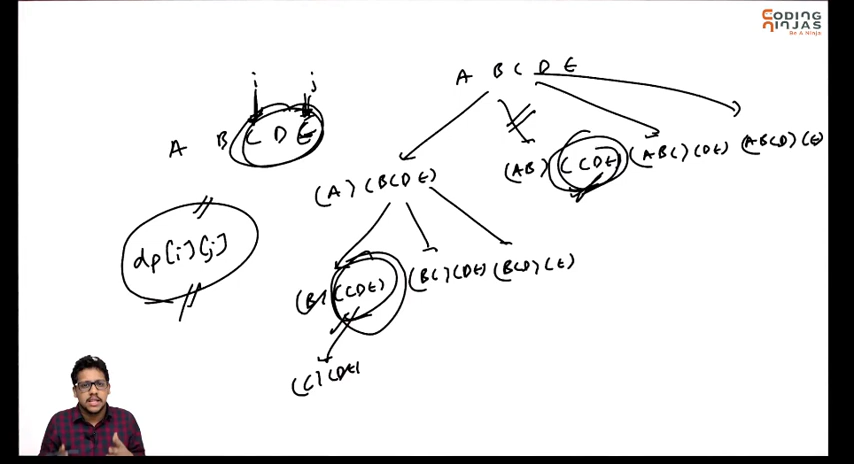 CODING
NINJAS
Be A Ninja
i j
A B C D E
A B C D E
(AB) (CDE) (ABC) (DE) (ABCD) (E)
(A) (BCDE)
dp[i][j]
(B) (CDE) (BC) (DE) (BCD) (E)
(C) (DE)